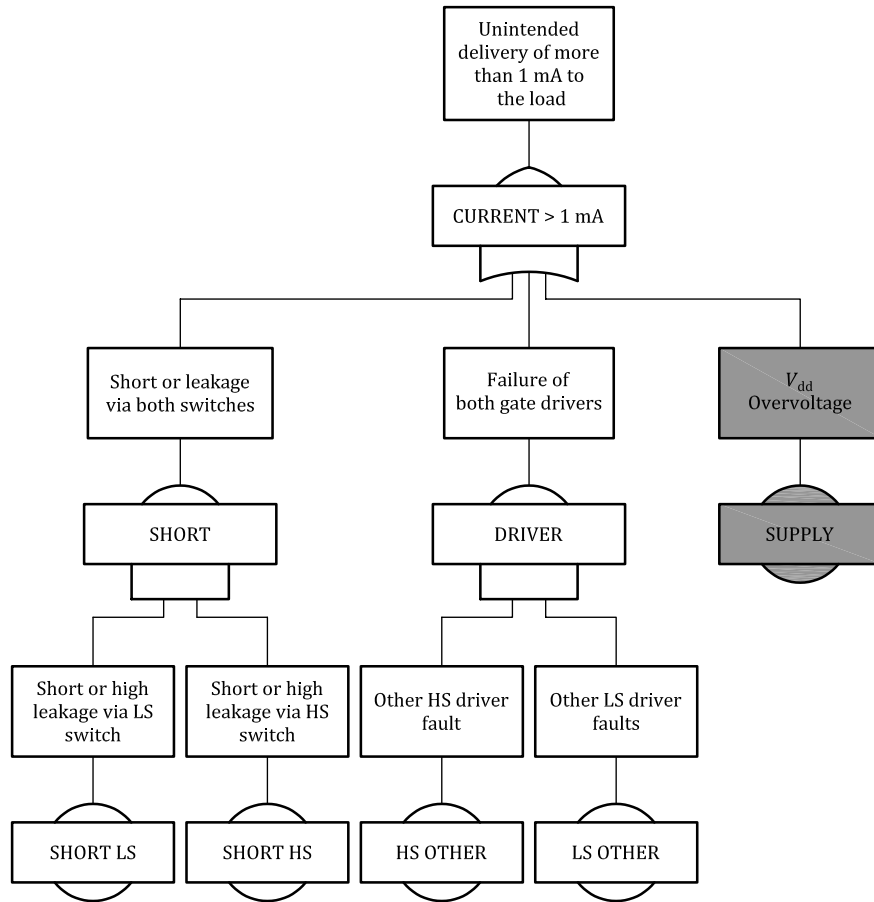 Unintended
delivery of more
than 1 mA to
the load
CURRENT > 1 mA
Short or leakage
via both switches
Failure of
both gate drivers
Vdd
Overvoltage
SHORT
DRIVER
SUPPLY
Short or high
leakage via LS
switch
Short or high
leakage via HS
switch
Other HS driver
fault
Other LS driver
faults
SHORT LS
SHORT HS
HS OTHER
LS OTHER